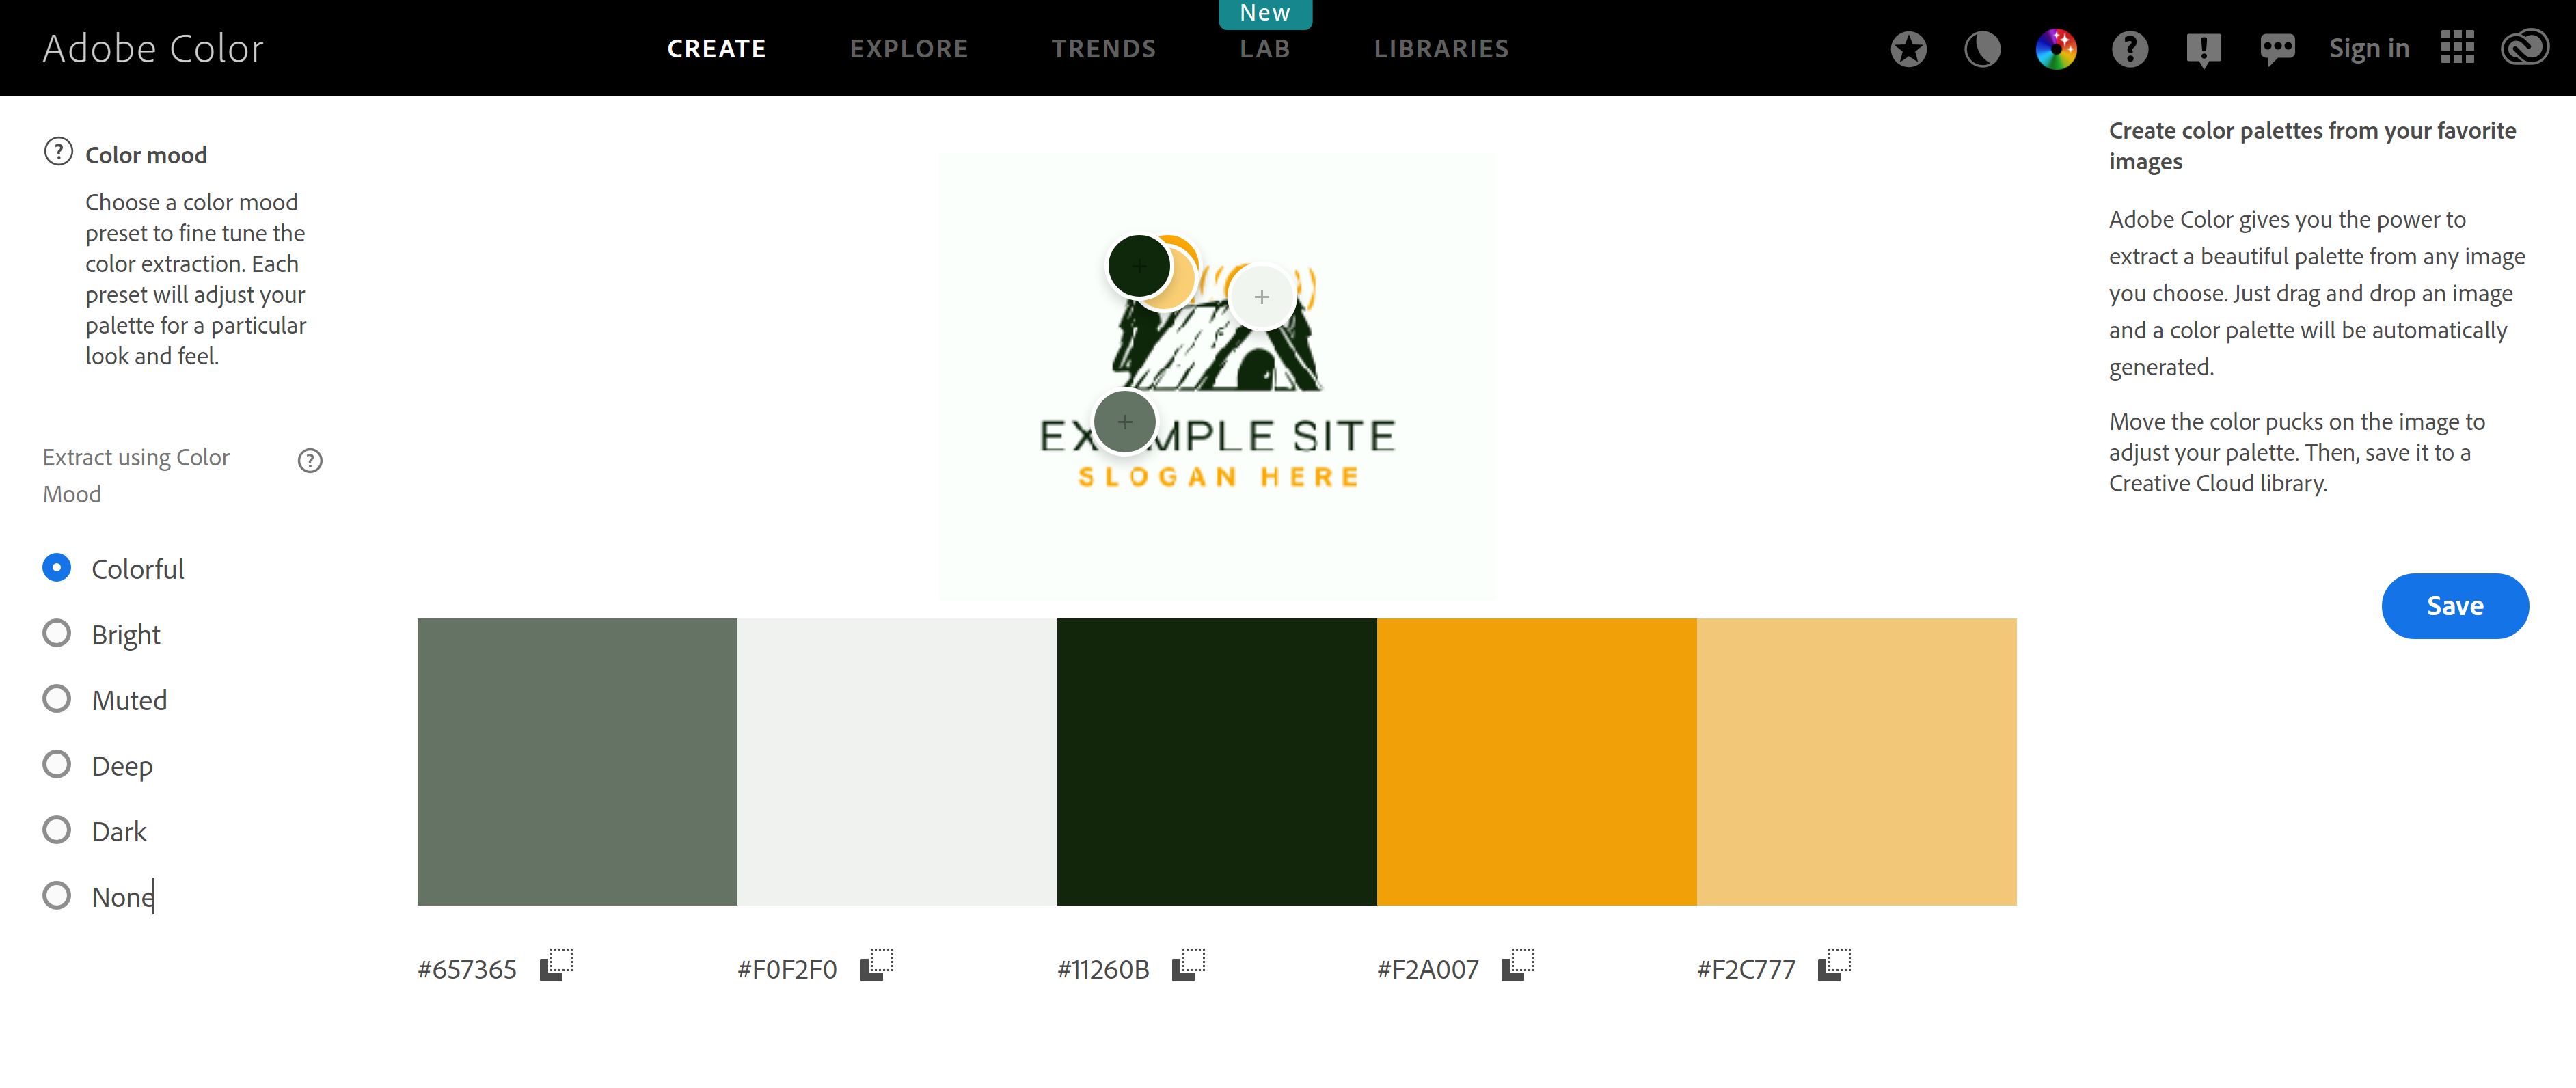 Adobe Color
CREATE
EXPLORE
TRENDS
New
LAB
LIBRARIES
Sign in
Color mood
Choose a color mood
preset to fine tune the
color extraction. Each
preset will adjust your
palette for a particular
look and feel.
Extract using Color
Mood
Colorful
Bright
Muted
Deep
Dark
None
EX MPLE SITE
SLOGAN HERE
#657365
#F0F2F0
#11260B
#F2A007
#F2C777
Create color palettes from your favorite
images
Adobe Color gives you the power to
extract a beautiful palette from any image
you choose. Just drag and drop an image
and a color palette will be automatically
generated.
Move the color pucks on the image to
adjust your palette. Then, save it to a
Creative Cloud library.
Save